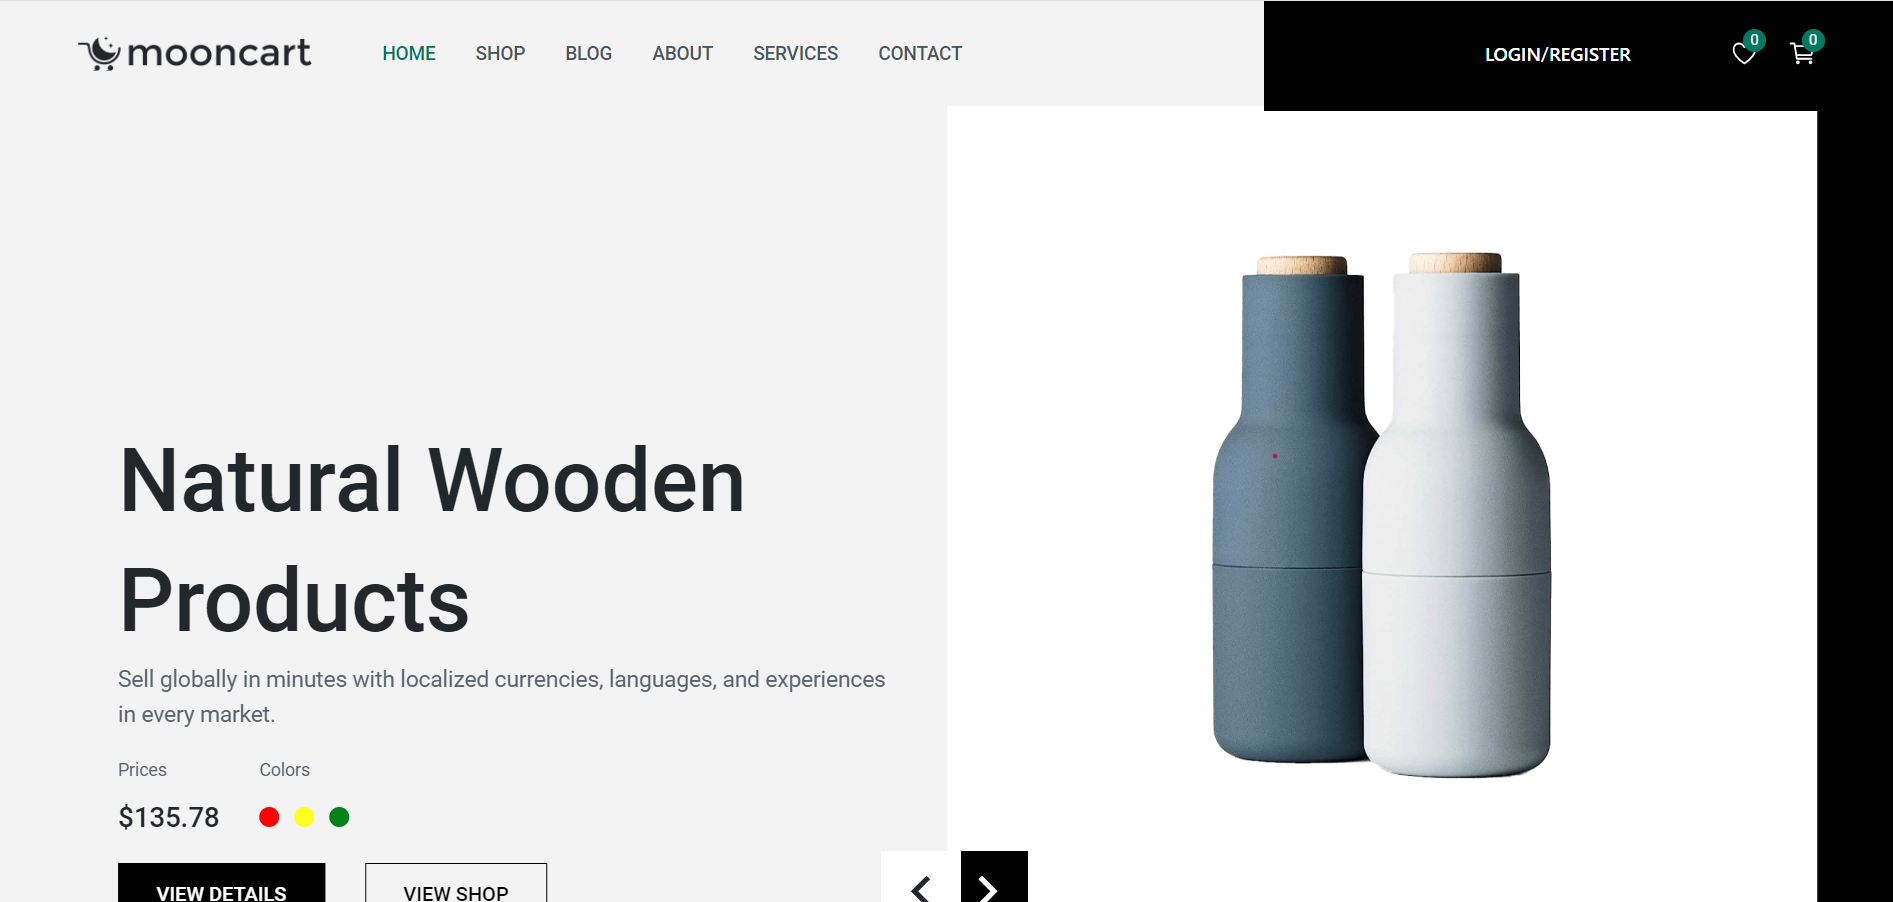 mooncart
HOME SHOP BLOG ABOUT SERVICES CONTACT
LOGIN/REGISTER
0
0
Natural Wooden
Products
Sell globally in minutes with localized currencies, languages, and experiences
in every market.
Prices Colors
$135.78
VIEW DETAILS VIEW SHOP